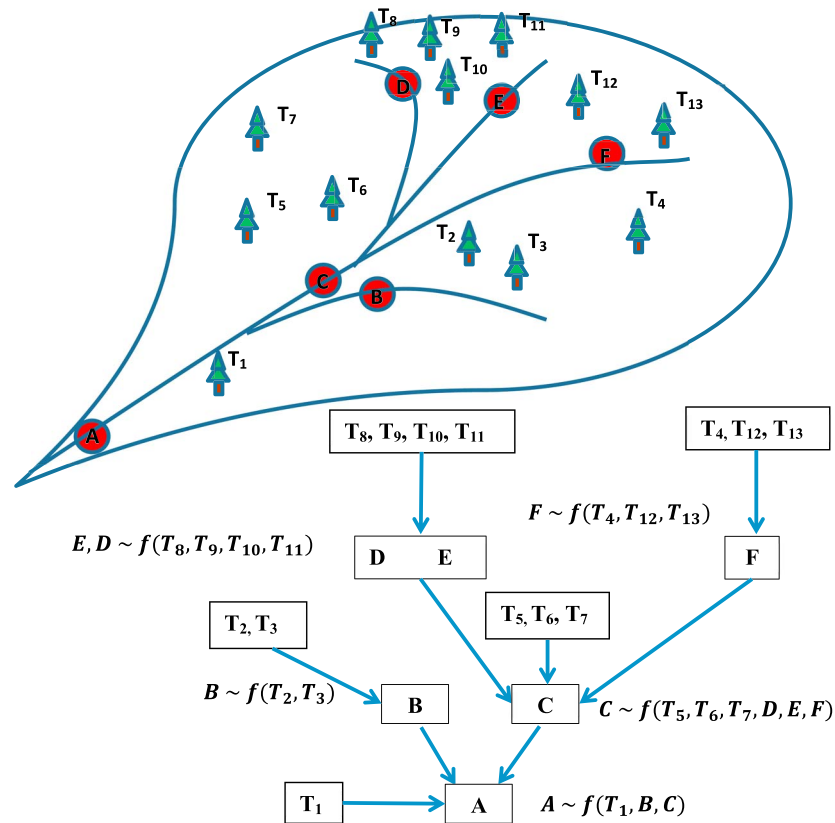 T₈
T₉
T₁₁
T₁₀
D
E
T₁₂
T₁₃
T₇
F
T₆
T₅
T₄
T₂
T₃
C
B
T₁
A
T₈, T₉, T₁₀, T₁₁
T₄, T₁₂, T₁₃
F ~ f(T₄, T₁₂, T₁₃)
E, D ~ f(T₈, T₉, T₁₀, T₁₁)
D E
F
T₂, T₃
T₅, T₆, T₇
B ~ f(T₂, T₃)
B
C
C ~ f(T₅, T₆, T₇, D, E, F)
T₁
A
A ~ f(T₁, B, C)